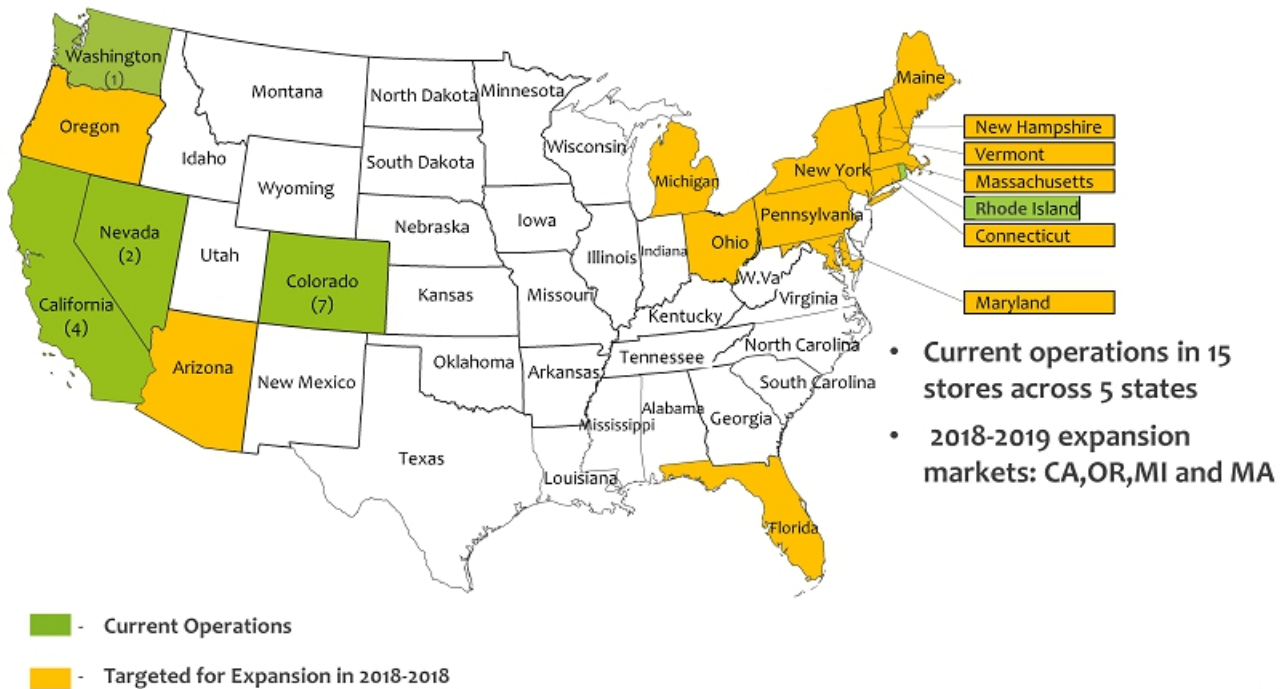 Washington
(1)
Montana
North Dakota
Minnesota
Maine
Oregon
Idaho
South Dakota
Wisconsin
Michigan
New York
New Hampshire
Vermont
Massachusetts
Rhode Island
Connecticut
Wyoming
Nebraska
Iowa
Pennsylvania
Nevada
(2)
Utah
Colorado
(7)
Illinois
Indiana
Ohio
W.Va
Virginia
Maryland
California
(4)
Kansas
Missouri
Kentucky
Arizona
New Mexico
Oklahoma
Arkansas
Tennessee
North Carolina
South Carolina
Mississippi
Alabama
Georgia
Texas
Louisiana
Florida
• Current operations in 15
stores across 5 states
• 2018-2019 expansion
markets: CA,OR,MI and MA
- Current Operations
- Targeted for Expansion in 2018-2018